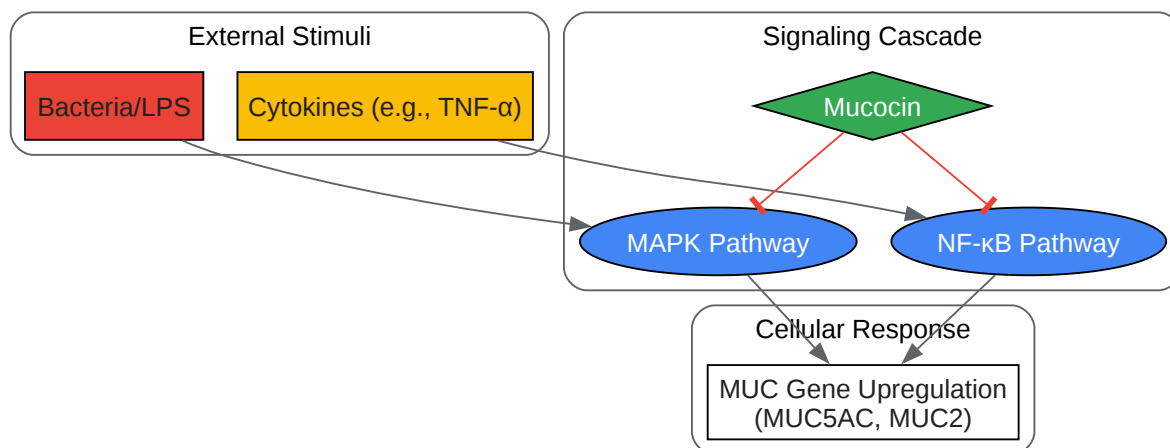 External Stimuli
Signaling Cascade
Bacteria/LPS
Cytokines (e.g., TNF-α)
Mucocin
MAPK Pathway
NF-κB Pathway
Cellular Response
MUC Gene Upregulation
(MUC5AC, MUC2)